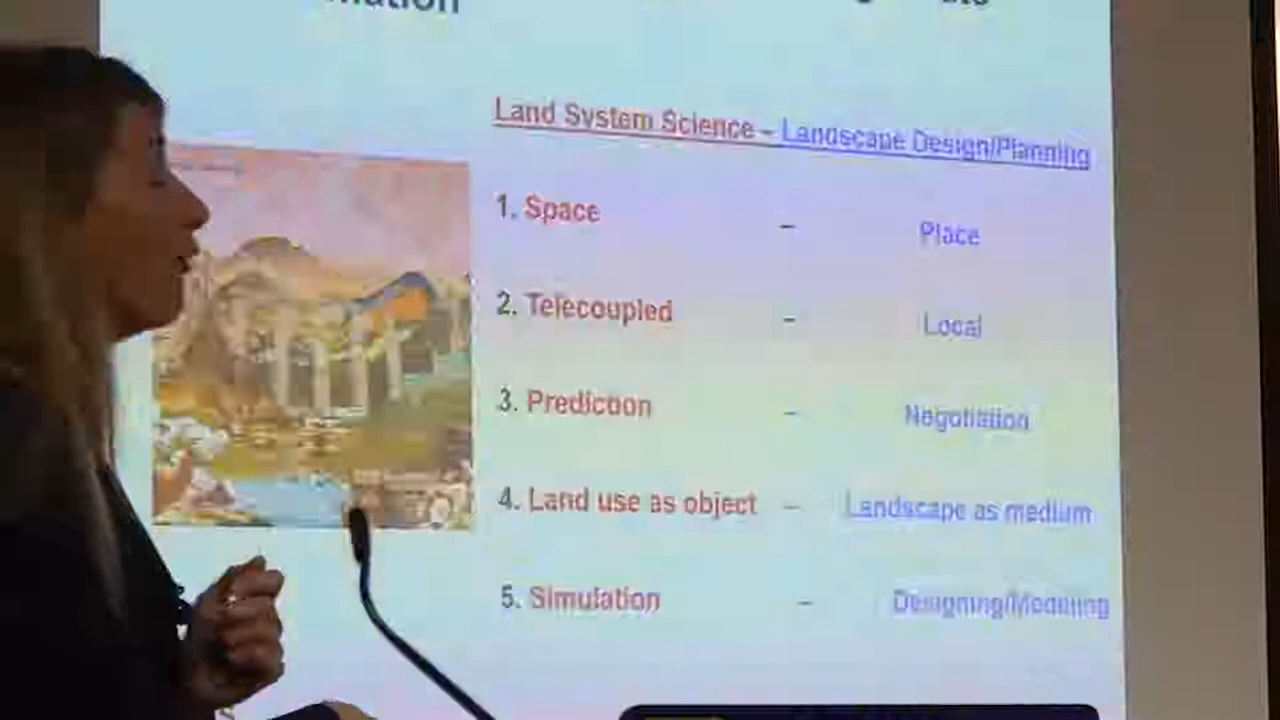 Land System Science – Landscape Design/Planning
1. Space – Place
2. Telecoupled – Local
3. Prediction – Negotiation
4. Land use as object – Landscape as medium
5. Simulation – Designing/Modeling